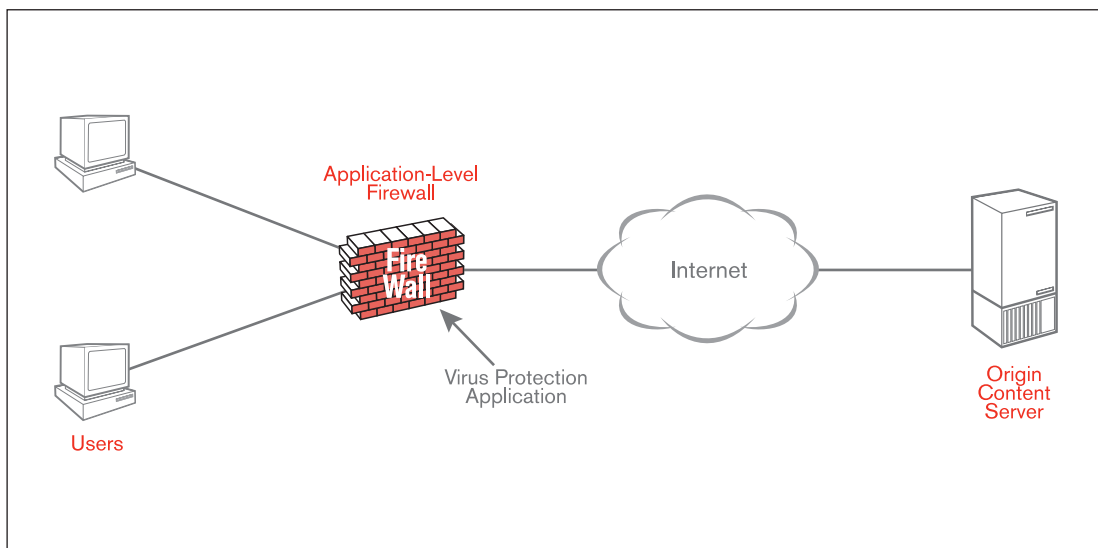 Application-Level
Firewall
Fire
Wall
Internet
Virus Protection
Application
Users
Origin
Content
Server